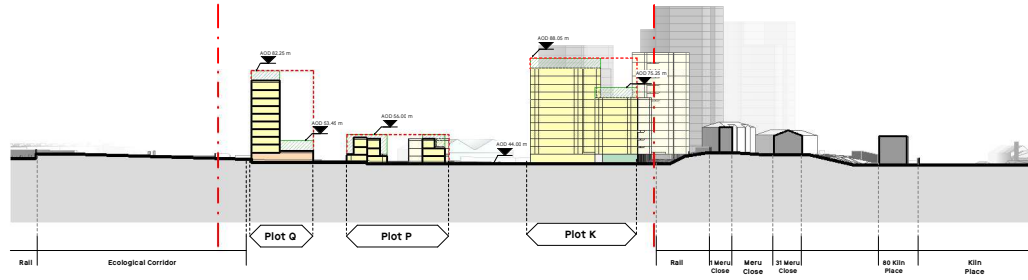 AOD 88.05 m
AOD 82.25 m
AOD 75.25 m
AOD 53.45 m
AOD 56.00 m
AOD 44.00 m
Plot Q
Plot P
Plot K
Rail
Ecological Corridor
Rail
1 Meru
Close
Meru
Close
31 Meru
Close
80 Kiln
Place
Kiln
Place